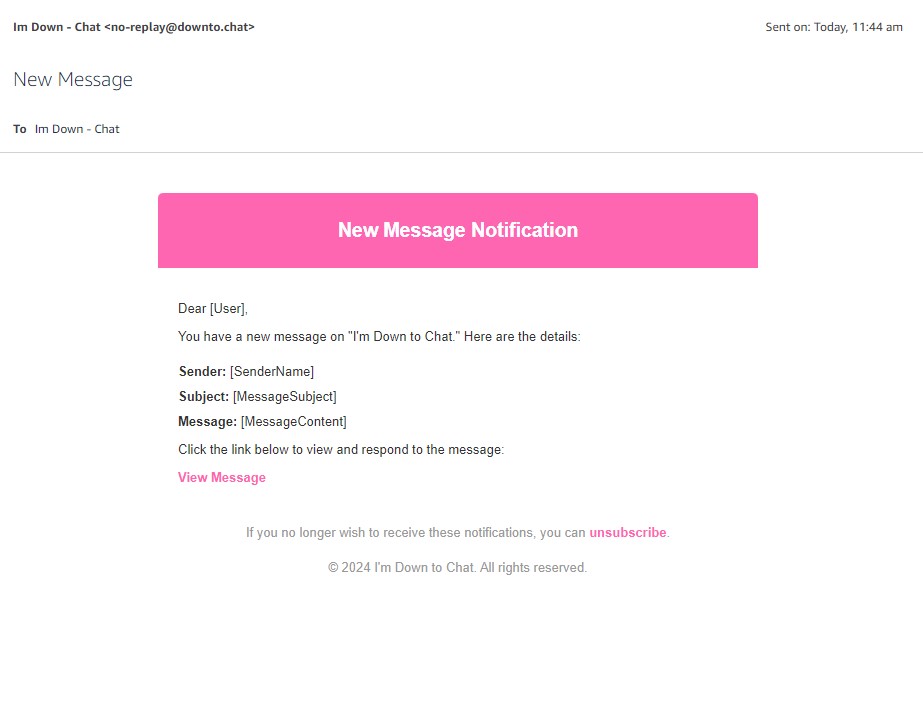 Im Down - Chat <no-replay@downto.chat>
Sent on: Today, 11:44 am
New Message
To Im Down - Chat
New Message Notification
Dear [User],
You have a new message on "I'm Down to Chat." Here are the details:
Sender: [SenderName]
Subject: [MessageSubject]
Message: [MessageContent]
Click the link below to view and respond to the message:
View Message
If you no longer wish to receive these notifications, you can unsubscribe.
© 2024 I'm Down to Chat. All rights reserved.